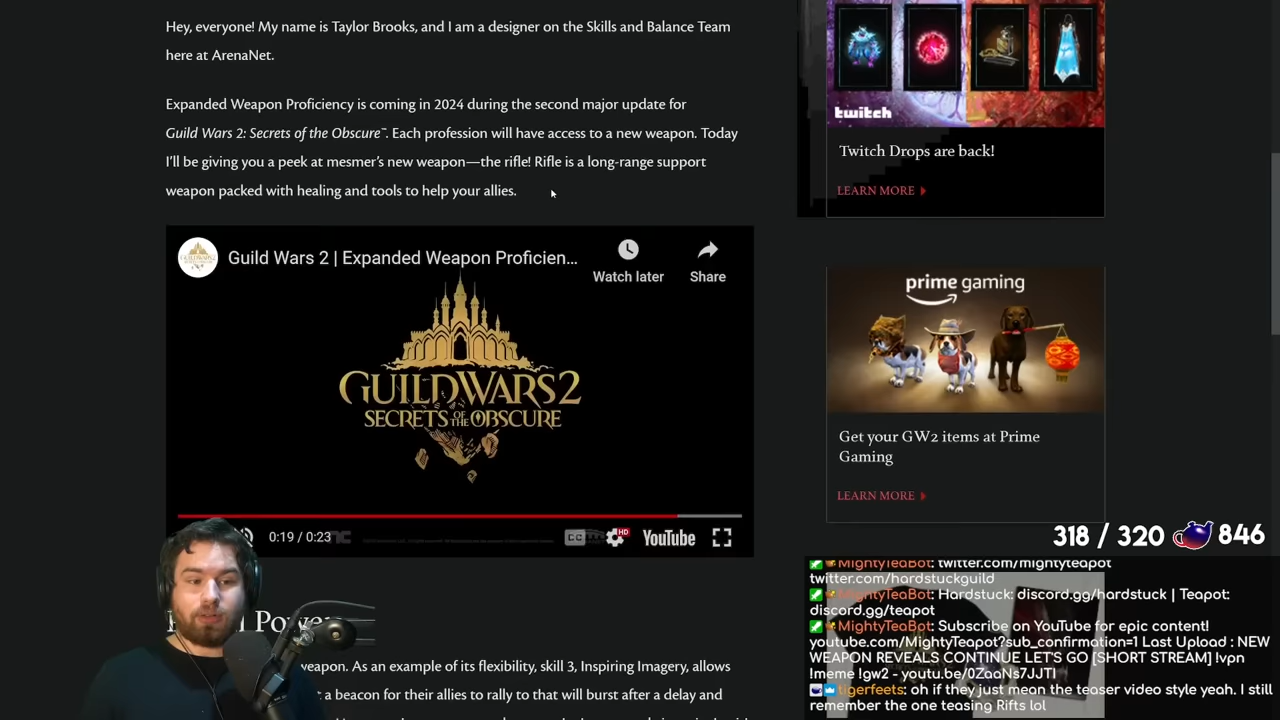 Hey, everyone! My name is Taylor Brooks, and I am a designer on the Skills and Balance Team
here at ArenaNet.
Expanded Weapon Proficiency is coming in 2024 during the second major update for
Guild Wars 2: Secrets of the Obscure™. Each profession will have access to a new weapon. Today
I'll be giving you a peek at mesmer's new weapon—the rifle! Rifle is a long-range support
weapon packed with healing and tools to help your allies.
Guild Wars 2 | Expanded Weapon Proficien...
Watch later
Share
GUILD WARS 2
SECRETS OF THE OBSCURE
0:19 / 0:23
CC
HD
YouTube
Power
weapon. As an example of its flexibility, skill 3, Inspiring Imagery, allows
a beacon for their allies to rally to that will burst after a delay and
twitch
Twitch Drops are back!
LEARN MORE
prime gaming
Get your GW2 items at Prime
Gaming
LEARN MORE
318 / 320 846
MightyTeaBot: twitter.com/mightyteapot
twitter.com/hardstuckguild
MightyTeaBot: Hardstuck: discord.gg/hardstuck | Teapot:
discord.gg/teapot
MightyTeaBot: Subscribe on YouTube for epic content!
youtube.com/MightyTeapot?sub_confirmation=1 Last Upload : NEW
WEAPON REVEALS CONTINUE LET'S GO [SHORT STREAM] !vpn
!meme !gw2 - youtu.be/0ZaaNs7JJTI
tigerfeets: oh if they just mean the teaser video style yeah. I still
remember the one teasing Rifts lol